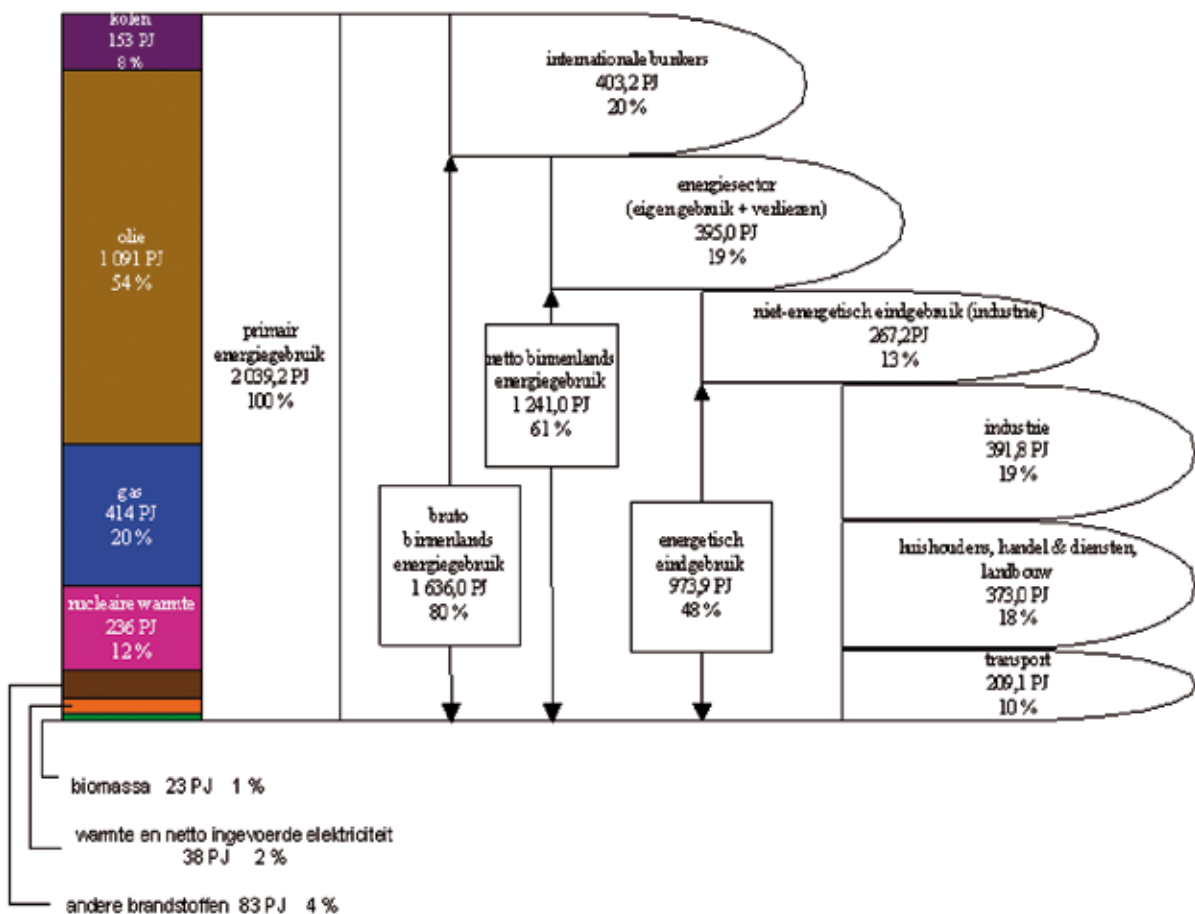 kolen
153 PJ
8 %
olie
1 091 PJ
54 %
gas
414 PJ
20 %
nucleaire warmte
236 PJ
12 %
primair
energiegebruik
2 039,2 PJ
100 %
bruto
binnenlands
energiegebruik
1 636,0 PJ
80 %
netto binnenlands
energiegebruik
1 241,0 PJ
61 %
energetisch
eindgebruik
973,9 PJ
48 %
internationale bunkers
403,2 PJ
20 %
energiesector
(eigen gebruik + verliezen)
395,0 PJ
19 %
niet-energetisch eindgebruik (industrie)
267,2PJ
13 %
industrie
391,8 PJ
19 %
huishoudens, handel & diensten,
landbouw
373,0 PJ
18 %
transport
209,1 PJ
10 %
biomassa 23 PJ 1 %
warmte en netto ingevoerde elektriciteit
38 PJ 2 %
andere brandstoffen 83 PJ 4 %